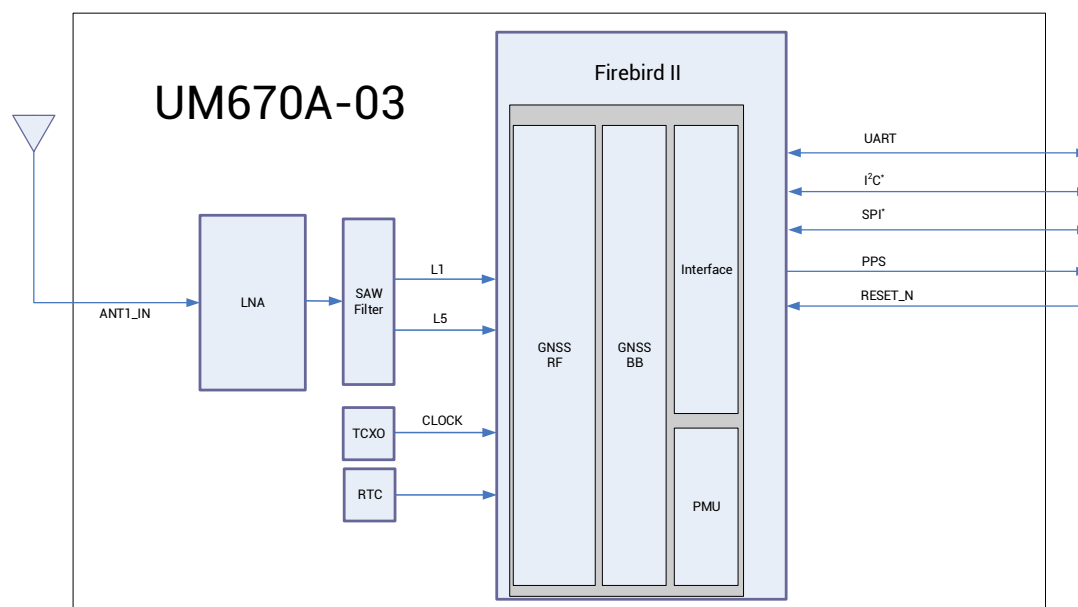 Firebird II
UM670A-03
UART
I²C*
SPI*
PPS
RESET_N
Interface
L1
LNA
SAW
Filter
ANT1_IN
L5
GNSS
RF
GNSS
BB
CLOCK
TCXO
RTC
PMU